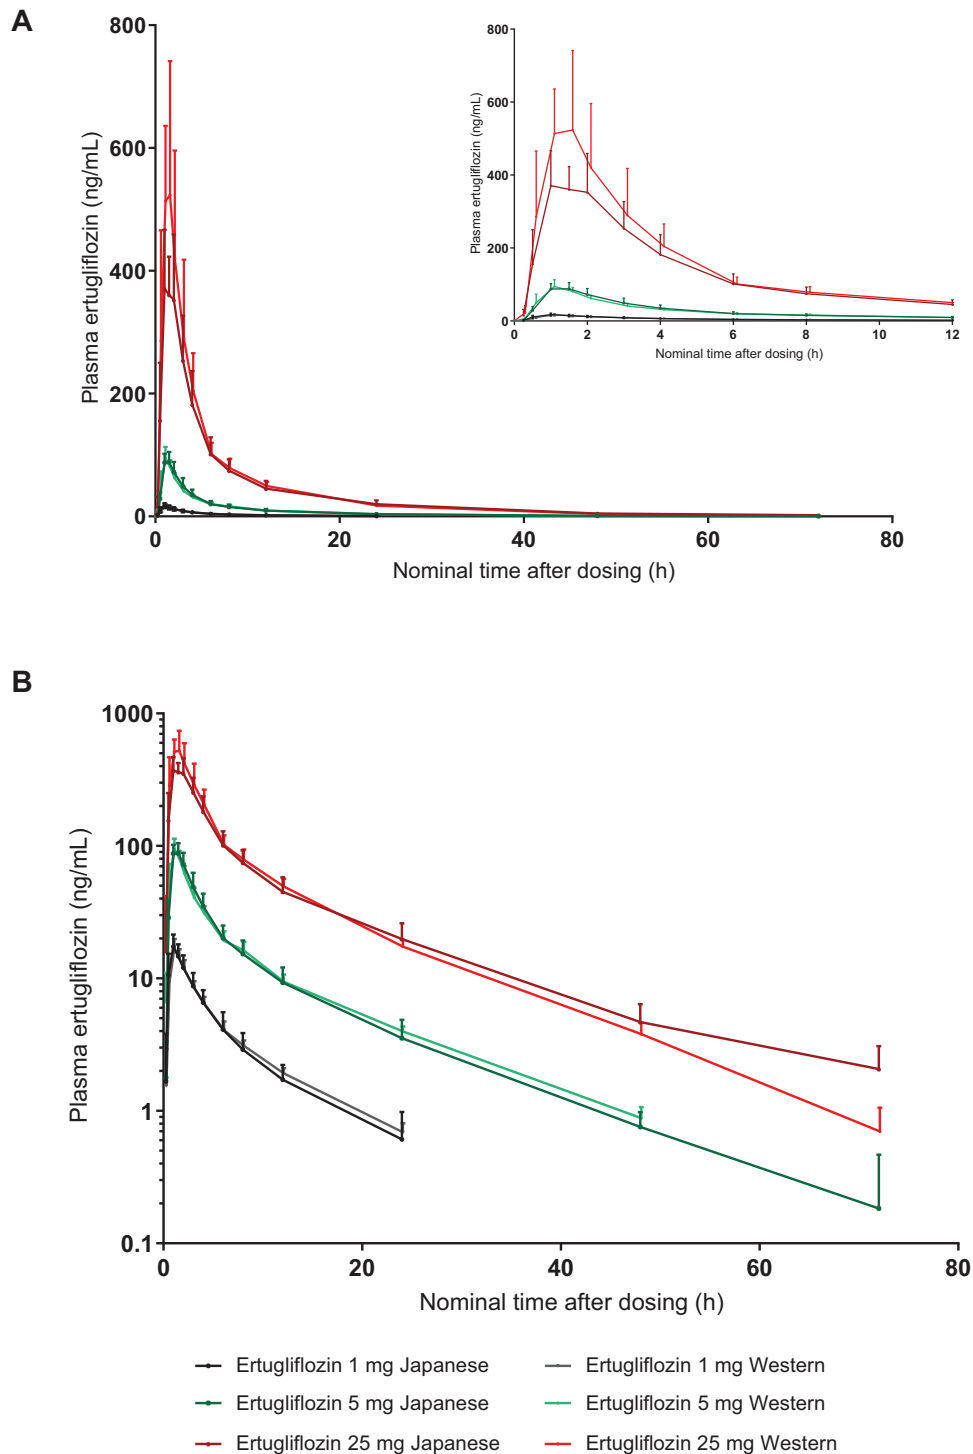 A
800
600
400
200
0
Plasma ertugliflozin (ng/mL)
0 20 40 60 80
Nominal time after dosing (h)
800
600
400
200
0
Plasma ertugliflozin (ng/mL)
0 2 4 6 8 10 12
Nominal time after dosing (h)
B
1000
100
10
1
0.1
Plasma ertugliflozin (ng/mL)
0 20 40 60 80
Nominal time after dosing (h)
Ertugliflozin 1 mg Japanese Ertugliflozin 1 mg Western
Ertugliflozin 5 mg Japanese Ertugliflozin 5 mg Western
Ertugliflozin 25 mg Japanese Ertugliflozin 25 mg Western